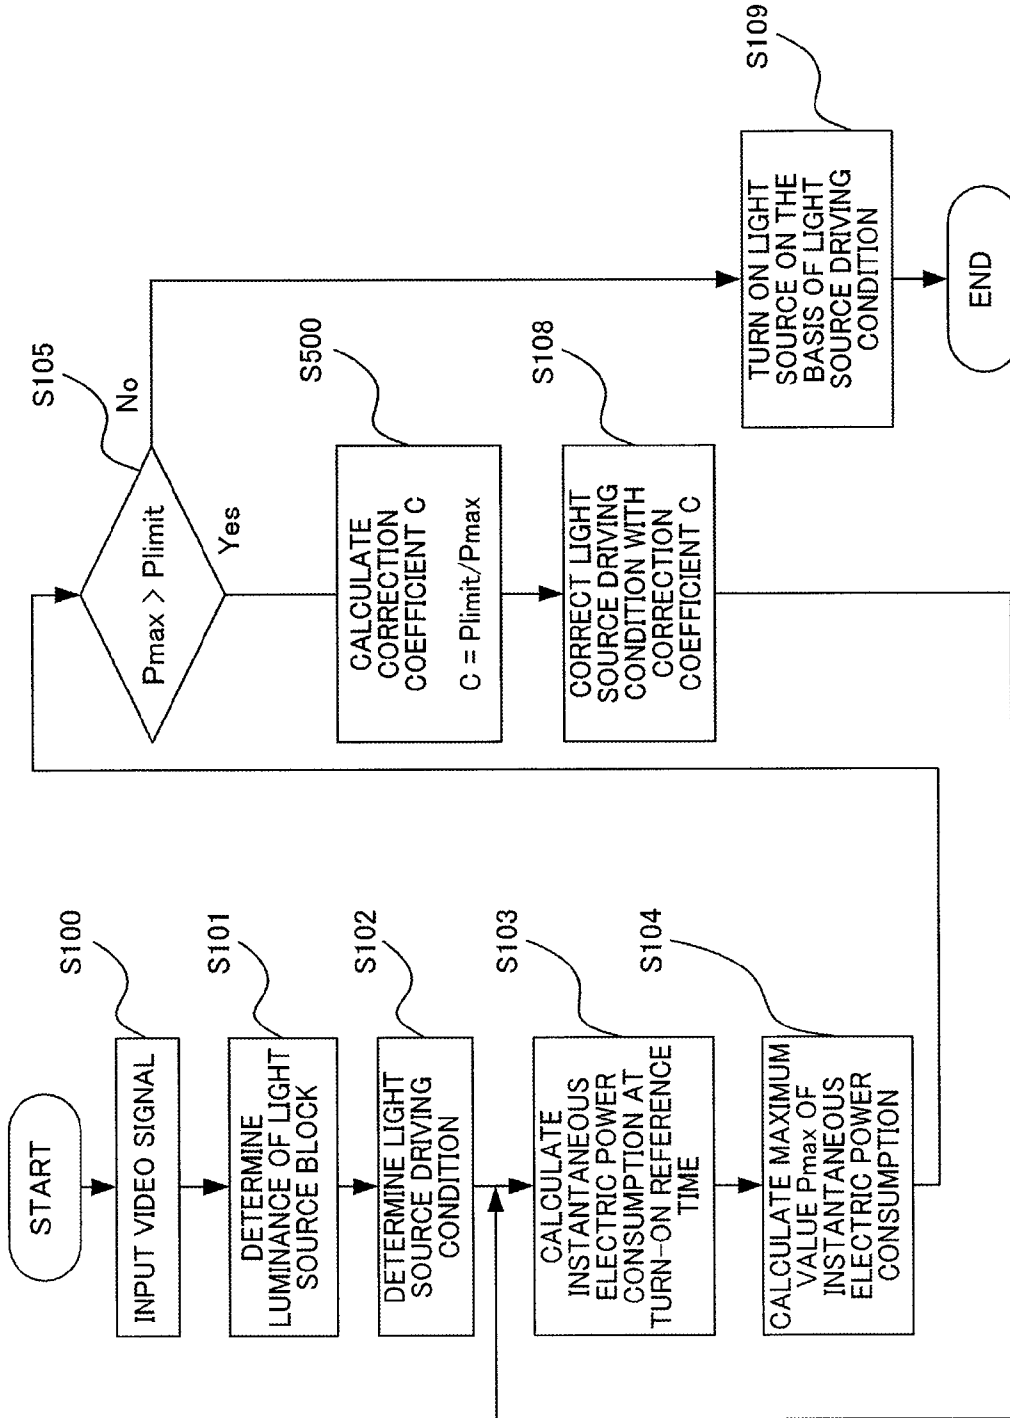 START
INPUT VIDEO SIGNAL
S100
DETERMINE
LUMINANCE OF LIGHT
SOURCE BLOCK
S101
DETERMINE LIGHT
SOURCE DRIVING
CONDITION
S102
CALCULATE
INSTANTANEOUS
ELECTRIC POWER
CONSUMPTION AT
TURN-ON REFERENCE
TIME
S103
CALCULATE MAXIMUM
VALUE Pmax OF
INSTANTANEOUS
ELECTRIC POWER
CONSUMPTION
S104
Pmax > Plimit
S105
No
Yes
CALCULATE
CORRECTION
COEFFICIENT C
C = Plimit/Pmax
S500
CORRECT LIGHT
SOURCE DRIVING
CONDITION WITH
CORRECTION
COEFFICIENT C
S108
TURN ON LIGHT
SOURCE ON THE
BASIS OF LIGHT
SOURCE DRIVING
CONDITION
S109
END